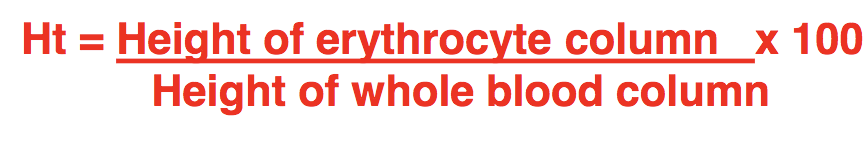 Ht = Height of erythrocyte column x 100
Height of whole blood column